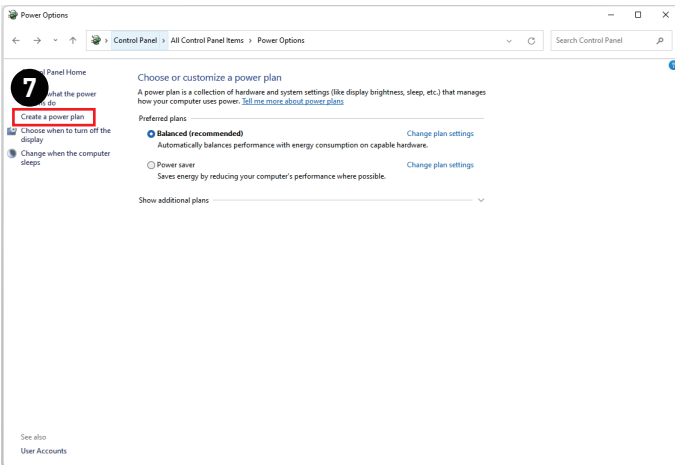 Power Options
Control Panel > All Control Panel Items > Power Options
Search Control Panel
7
l Panel Home
what the power
s do
Create a power plan
Choose when to turn off the
display
Change when the computer
sleeps
Choose or customize a power plan
A power plan is a collection of hardware and system settings (like display brightness, sleep, etc.) that manages
how your computer uses power. Tell me more about power plans
Preferred plans
Balanced (recommended) Change plan settings
Automatically balances performance with energy consumption on capable hardware.
Power saver Change plan settings
Saves energy by reducing your computer's performance where possible.
Show additional plans
See also
User Accounts